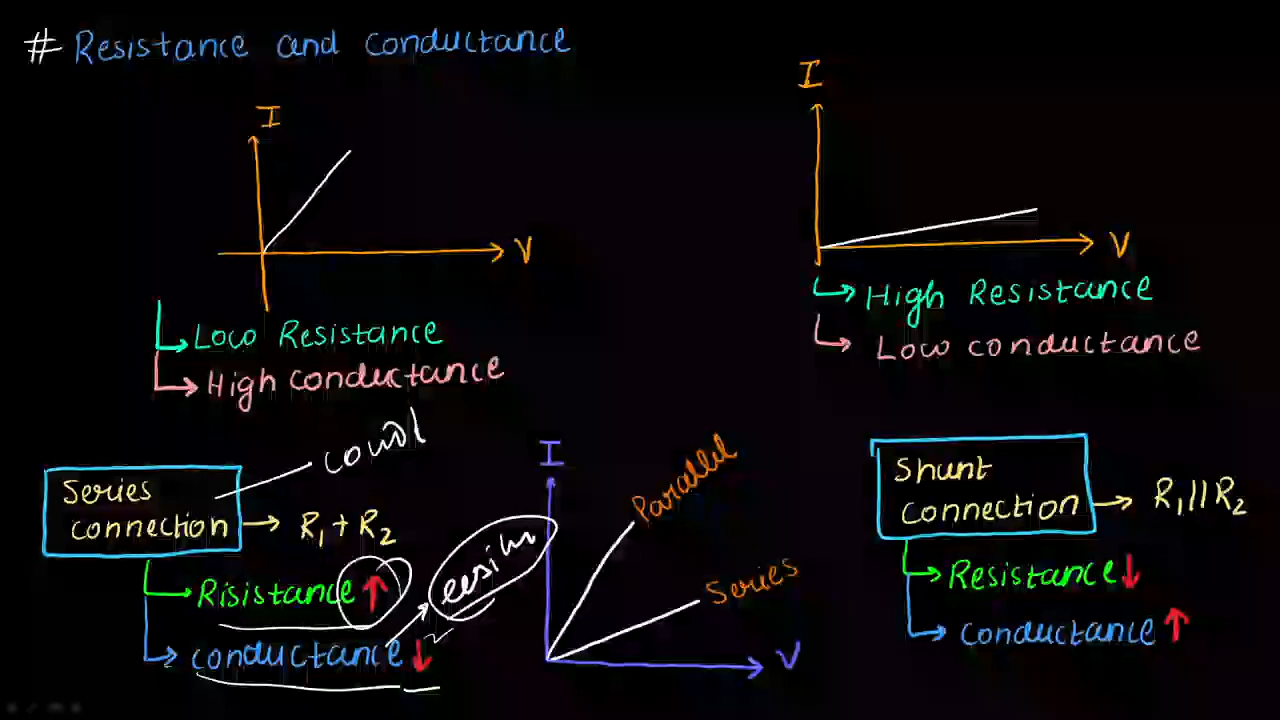 # Resistance and conductance
I
V
Low Resistance
High conductance
I
V
High Resistance
Low conductance
Series
connection
R1 + R2
Risistance ↑
conductance ↓
I
Parallel
Series
V
Shunt
Connection
R1 // R2
Resistance ↓
conductance ↑